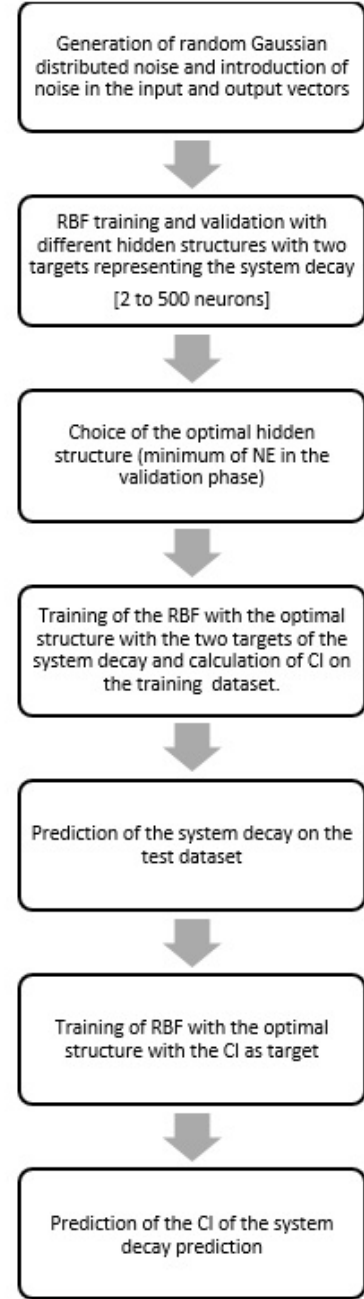 Generation of random Gaussian
distributed noise and introduction of
noise in the input and output vectors
RBF training and validation with
different hidden structures with two
targets representing the system decay
[2 to 500 neurons]
Choice of the optimal hidden
structure (minimum of NE in the
validation phase)
Training of the RBF with the optimal
structure with the two targets of the
system decay and calculation of CI on
the training dataset.
Prediction of the system decay on the
test dataset
Training of RBF with the optimal
structure with the CI as target
Prediction of the CI of the system
decay prediction